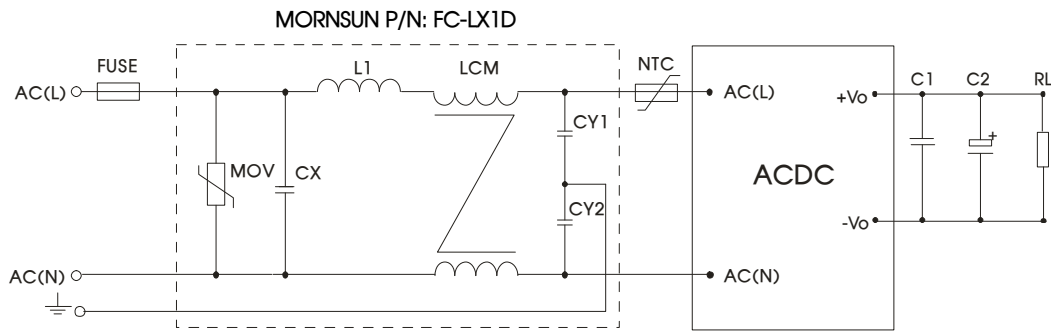 MORNSUN P/N: FC-LX1D
FUSE
L1
LCM
NTC
C1
C2
RL
AC(L)
AC(L)
+Vo
+
CY1
MOV
CX
ACDC
CY2
-Vo
AC(N)
AC(N)